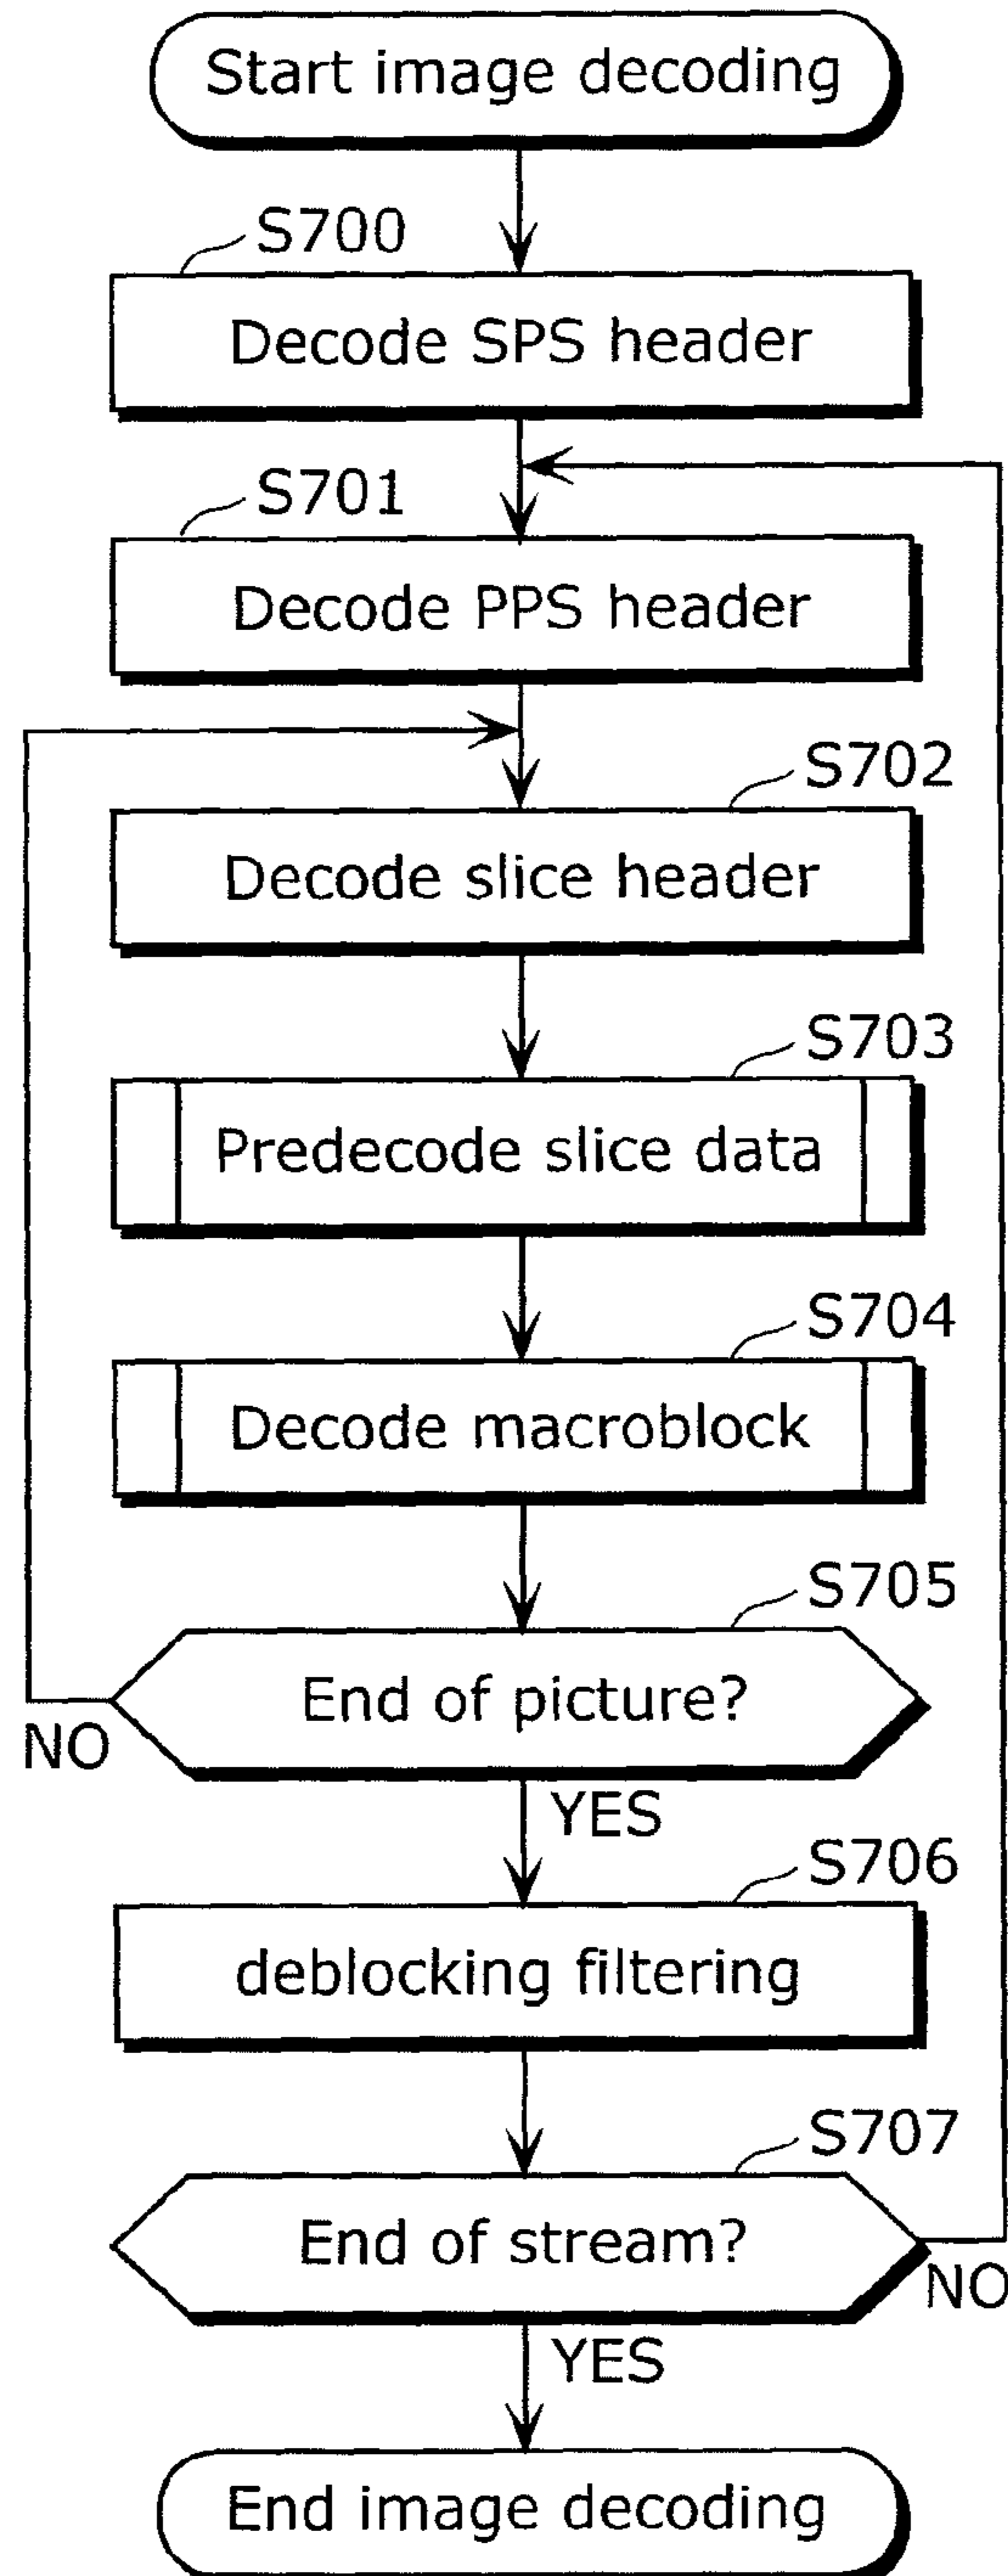 Start image decoding
S700
Decode SPS header
S701
Decode PPS header
S702
Decode slice header
S703
Predecode slice data
S704
Decode macroblock
S705
End of picture?
NO
YES
S706
deblocking filtering
S707
End of stream?
NO
YES
End image decoding